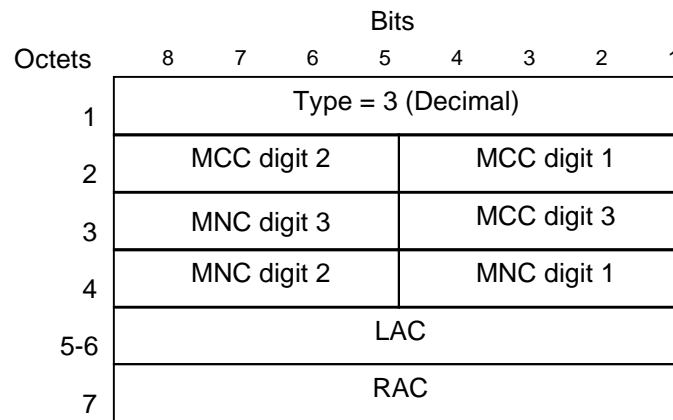 Bits
Octets 8 7 6 5 4 3 2 1
1 Type = 3 (Decimal)
2 MCC digit 2 MCC digit 1
3 MNC digit 3 MCC digit 3
4 MNC digit 2 MNC digit 1
5-6 LAC
7 RAC